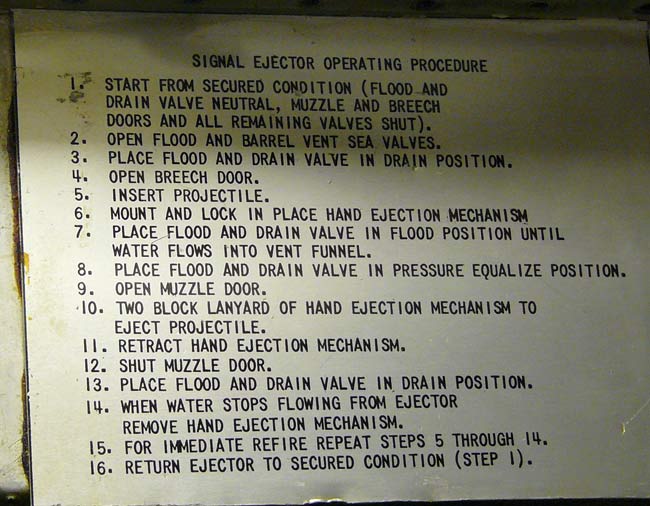 SIGNAL EJECTOR OPERATING PROCEDURE
1. START FROM SECURED CONDITION (FLOOD AND
DRAIN VALVE NEUTRAL, MUZZLE AND BREECH
DOORS AND ALL REMAINING VALVES SHUT).
2. OPEN FLOOD AND BARREL VENT SEA VALVES.
3. PLACE FLOOD AND DRAIN VALVE IN DRAIN POSITION.
4. OPEN BREECH DOOR.
5. INSERT PROJECTILE.
6. MOUNT AND LOCK IN PLACE HAND EJECTION MECHANISM
7. PLACE FLOOD AND DRAIN VALVE IN FLOOD POSITION UNTIL
WATER FLOWS INTO VENT FUNNEL.
8. PLACE FLOOD AND DRAIN VALVE IN PRESSURE EQUALIZE POSITION.
9. OPEN MUZZLE DOOR.
10. TWO BLOCK LANYARD OF HAND EJECTION MECHANISM TO
EJECT PROJECTILE.
11. RETRACT HAND EJECTION MECHANISM.
12. SHUT MUZZLE DOOR.
13. PLACE FLOOD AND DRAIN VALVE IN DRAIN POSITION.
14. WHEN WATER STOPS FLOWING FROM EJECTOR
REMOVE HAND EJECTION MECHANISM.
15. FOR IMMEDIATE REFIRE REPEAT STEPS 5 THROUGH 14.
16. RETURN EJECTOR TO SECURED CONDITION (STEP 1).